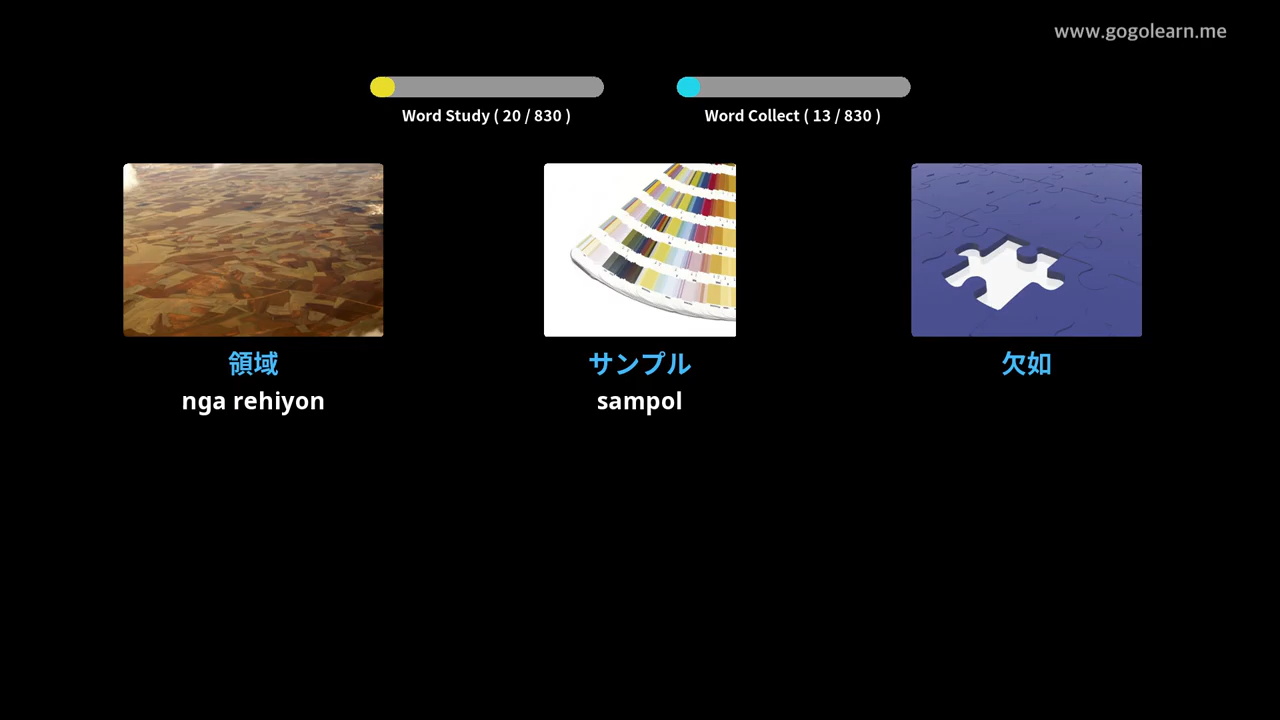 www.gogolearn.me
Word Study ( 20 / 830 )
Word Collect ( 13 / 830 )
領域
サンプル
欠如
nga rehiyon
sampol